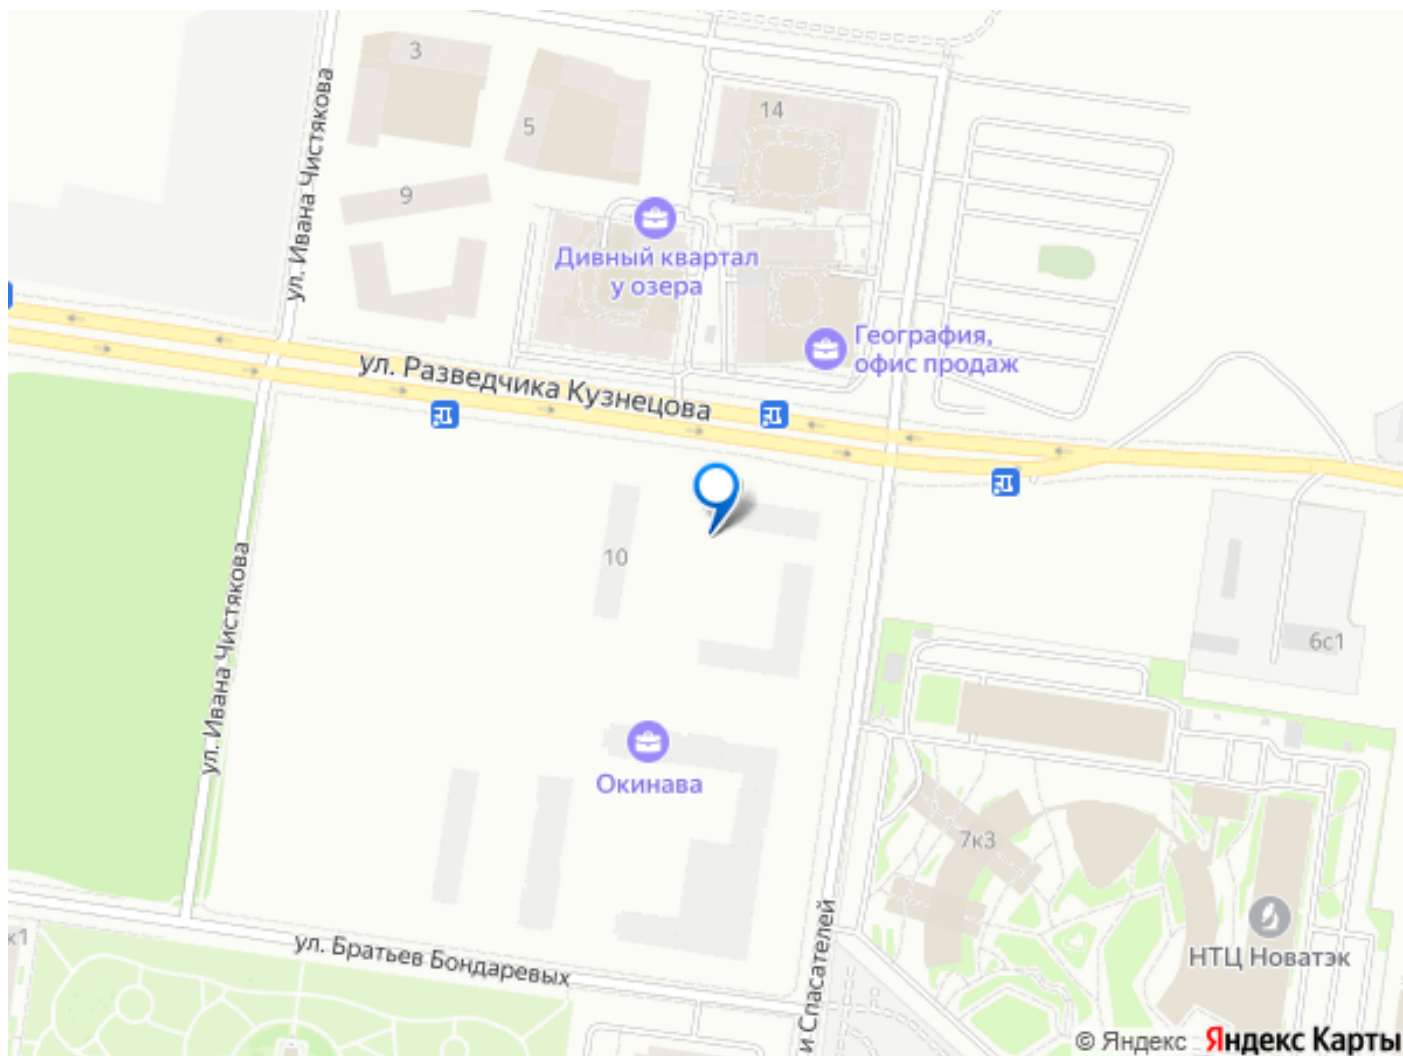 3
5
14
ул. Ивана Чистякова
9
Дивный квартал
у озера
География,
офис продаж
ул. Разведчика Кузнецова
10
ул. Ивана Чистякова
6с1
Окинава
7к3
и Спасателей
НТЦ Новатэк
к1
ул. Братьев Бондаревых
© Яндекс Яндекс Карты